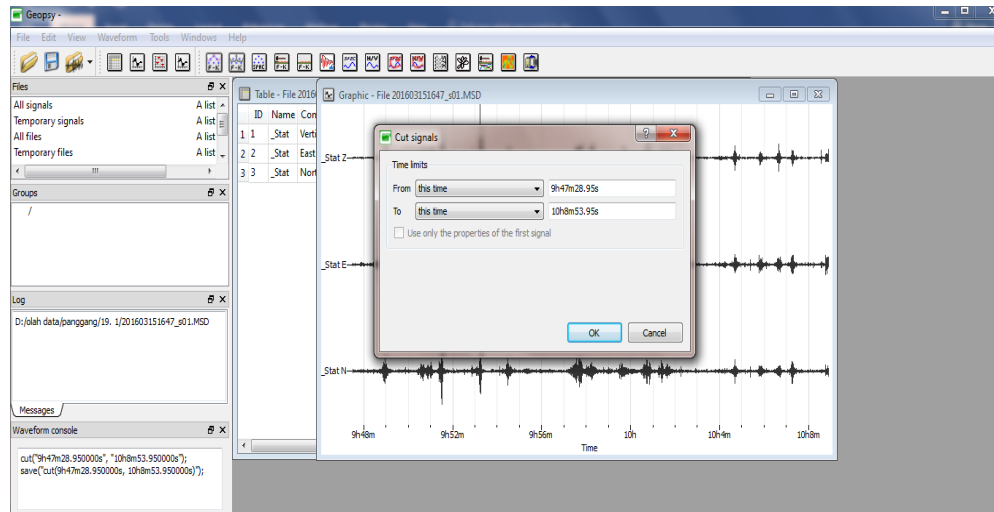 Geopsy -
File Edit View Waveform Tools Windows Help
Files
All signals A list
Temporary signals A list
All files A list
Temporary files A list
Groups
/
Log
D:/olah data/panggang/19. 1/201603151647_s01.MSD
Messages
Waveform console
cut("9h47m28.950000s", "10h8m53.950000s");
save("cut(9h47m28.950000s, 10h8m53.950000s)");
Table - File 2016
ID Name Com
1 1 _Stat Verti
2 2 _Stat East
3 3 _Stat Nort
Graphic - File 201603151647_s01.MSD
_Stat Z
_Stat E
_Stat N
9h48m 9h52m 9h56m 10h 10h4m 10h8m
Time
Cut signals
Time limits
From this time 9h47m28.95s
To this time 10h8m53.95s
Use only the properties of the first signal
OK Cancel